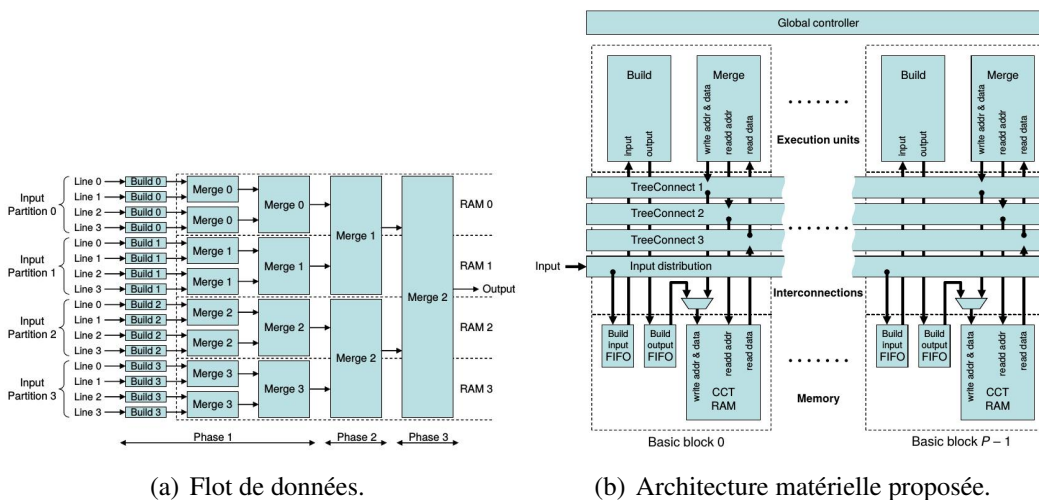 Input
Partition 0
Line 0
Line 1
Line 2
Line 3
Build 0
Build 0
Build 0
Build 0
Merge 0
Merge 0
Merge 0
RAM 0
Input
Partition 1
Line 0
Line 1
Line 2
Line 3
Build 1
Build 1
Build 1
Build 1
Merge 1
Merge 1
Merge 1
Merge 1
RAM 1
Input
Partition 2
Line 0
Line 1
Line 2
Line 3
Build 2
Build 2
Build 2
Build 2
Merge 2
Merge 2
Merge 2
Merge 2
RAM 2
Input
Partition 3
Line 0
Line 1
Line 2
Line 3
Build 3
Build 3
Build 3
Build 3
Merge 3
Merge 3
Merge 3
RAM 3
Merge 2
Output
Phase 1
Phase 2
Phase 3
(a) Flot de données.
Global controller
Build
input
output
Merge
write addr & data
readd addr
read data
Execution units
Build
input
output
Merge
write addr & data
readd addr
read data
TreeConnect 1
TreeConnect 2
TreeConnect 3
Input
Input distribution
Interconnections
Build
input
FIFO
Build
output
FIFO
write addr & data
readd addr
read data
CCT
RAM
Memory
Build
input
FIFO
Build
output
FIFO
write addr & data
readd addr
read data
CCT
RAM
Basic block 0
Basic block P – 1
(b) Architecture matérielle proposée.